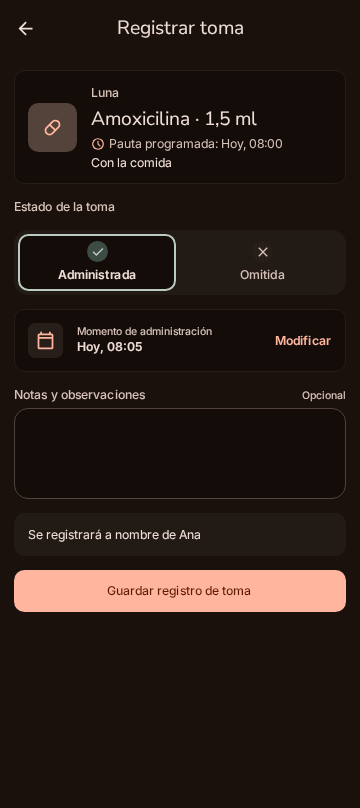 Registrar toma
Luna
Amoxicilina · 1,5 ml
Pauta programada: Hoy, 08:00
Con la comida
Estado de la toma
Administrada
Omitida
Momento de administración
Hoy, 08:05
Modificar
Notas y observaciones
Opcional
Se registrará a nombre de Ana
Guardar registro de toma